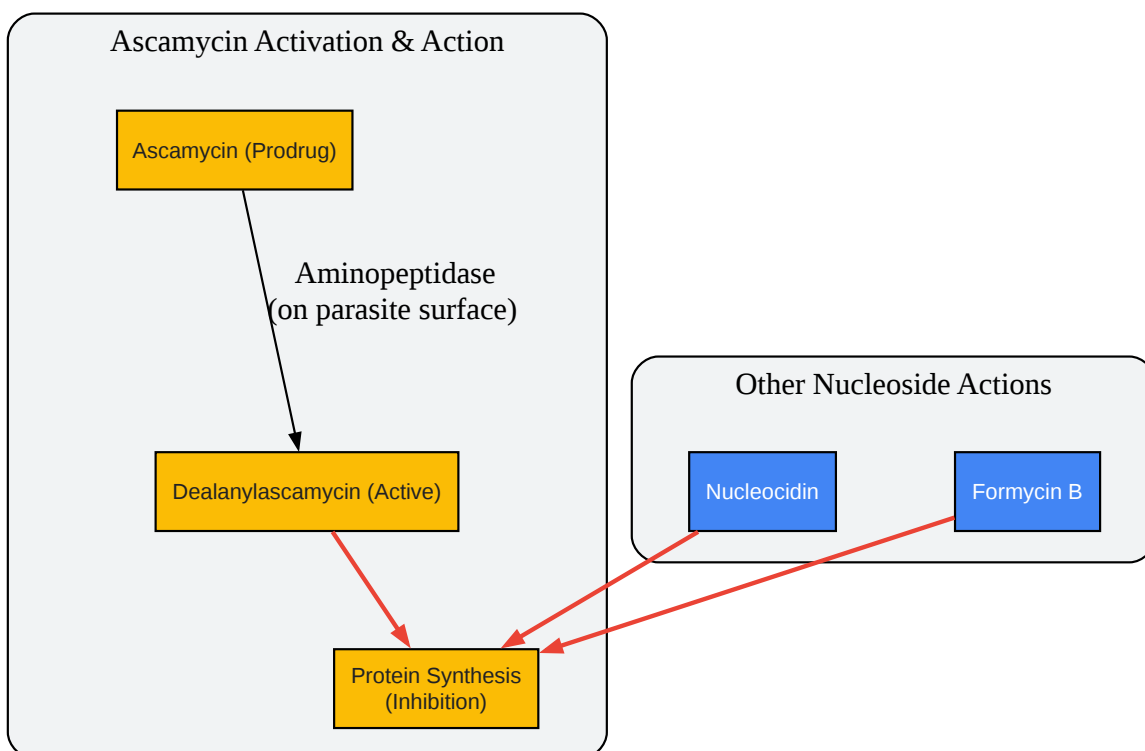 Ascamycin Activation & Action
Ascamycin (Prodrug)
Aminopeptidase
(on parasite surface)
Dealanylascamycin (Active)
Protein Synthesis
(Inhibition)
Other Nucleoside Actions
Nucleocidin
Formycin B